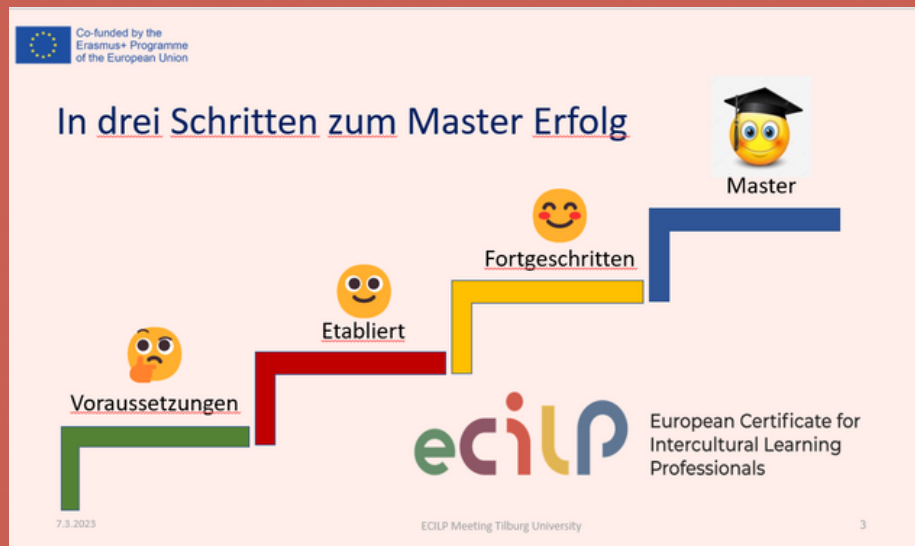 Co-funded by the
Erasmus+ Programme
of the European Union
In drei Schritten zum Master Erfolg
Master
Fortgeschritten
Etabliert
Voraussetzungen
ecilp
European Certificate for
Intercultural Learning
Professionals
7.3.2023
ECILP Meeting Tilburg University
3